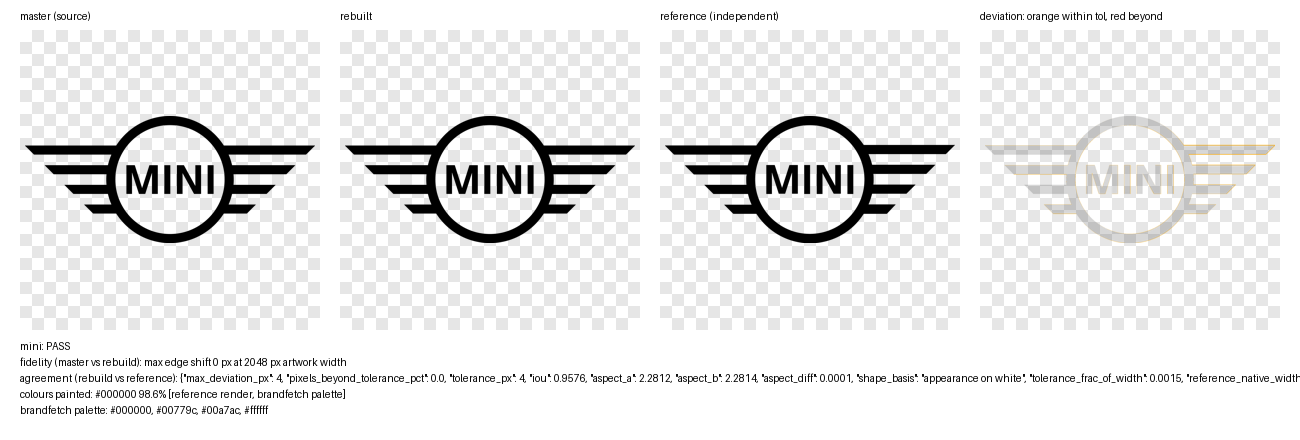 master (source)
rebuilt
reference (independent)
deviation: orange within tol, red beyond
MINI
MINI
MINI
MINI
mini: PASS
fidelity (master vs rebuild): max edge shift 0 px at 2048 px artwork width
agreement (rebuild vs reference): {"max_deviation_px": 4, "pixels_beyond_tolerance_pct": 0.0, "tolerance_px": 4, "iou": 0.9576, "aspect_a": 2.2812, "aspect_b": 2.2814, "aspect_diff": 0.0001, "shape_basis": "appearance on white", "tolerance_frac_of_width": 0.0015, "reference_native_width
colours painted: #000000 98.6% [reference render, brandfetch palette]
brandfetch palette: #000000, #00779c, #00a7ac, #ffffff